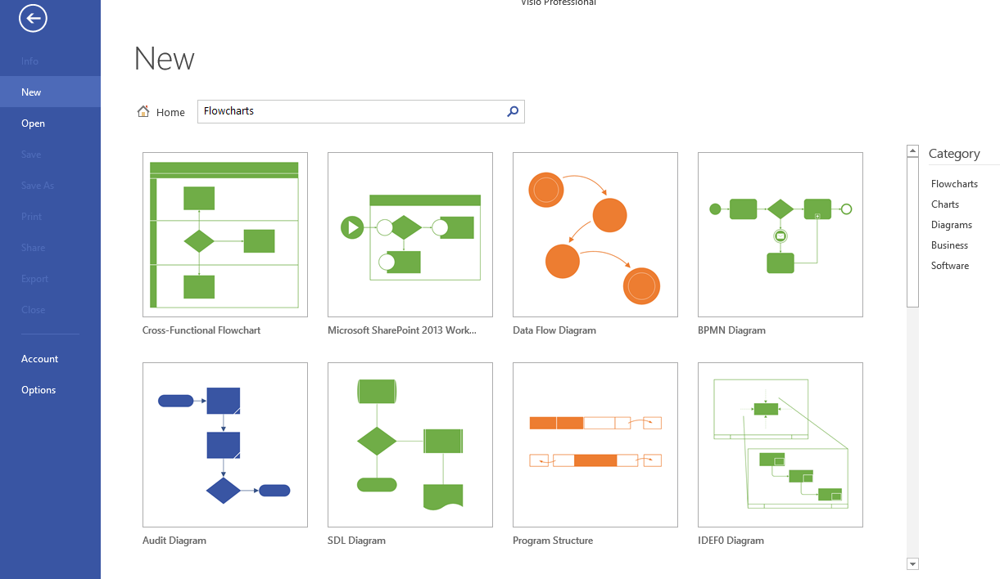 Visio Professional
Info
New
Open
Save
Save As
Print
Share
Export
Close
Account
Options
New
Home
Flowcharts
Cross-Functional Flowchart
Microsoft SharePoint 2013 Work...
Data Flow Diagram
BPMN Diagram
Audit Diagram
SDL Diagram
Program Structure
IDEF0 Diagram
Category
Flowcharts
Charts
Diagrams
Business
Software